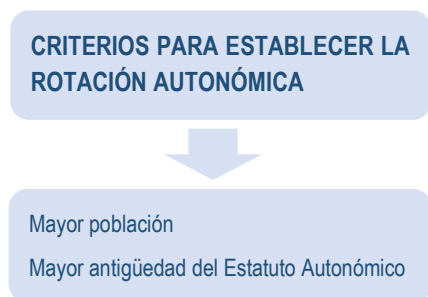 CRITERIOS PARA ESTABLECER LA
ROTACIÓN AUTONÓMICA
Mayor población
Mayor antigüedad del Estatuto Autonómico